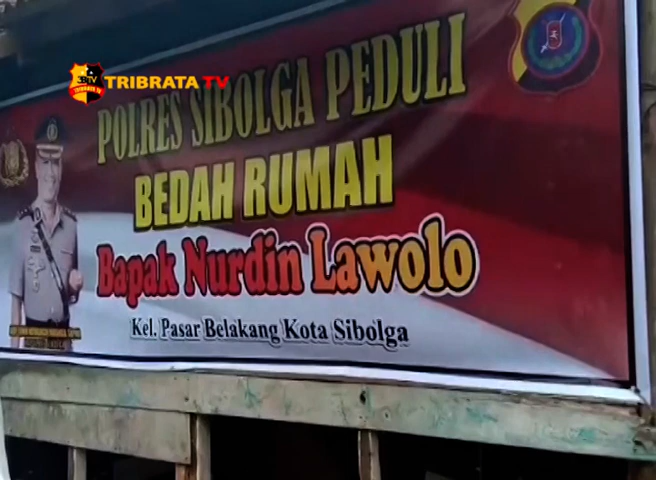 TRIBRATA TV
POLRES SIBOLGA PEDULI
BEDAH RUMAH
Bapak Nurdin Lawolo
Kel. Pasar Belakang Kota Sibolga